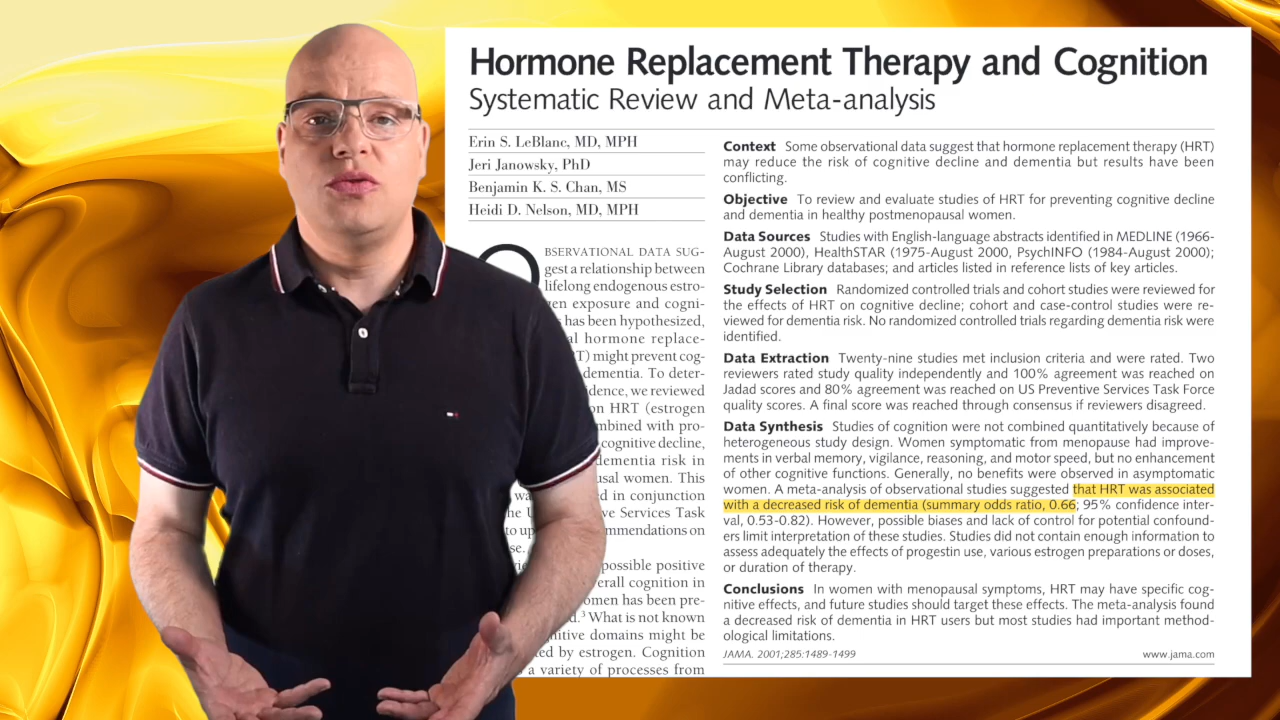 Hormone Replacement Therapy and Cognition
Systematic Review and Meta-analysis
Erin S. LeBlanc, MD, MPH
Jeri Janowsky, PhD
Benjamin K. S. Chan, MS
Heidi D. Nelson, MD, MPH
OBSERVATIONAL DATA SUG-
gest a relationship between
lifelong endogenous estro-
gen exposure and cogni-
has been hypothesized,
hormone replace-
might prevent cog-
dementia. To deter-
we reviewed
on HRT (estrogen
with pro-
cognitive decline,
dementia risk in
women. This
in conjunction
Services Task
on
possible positive
cognition in
has been pre-
What is not known
domains might be
by estrogen. Cognition
a variety of processes from
Context Some observational data suggest that hormone replacement therapy (HRT)
may reduce the risk of cognitive decline and dementia but results have been
conflicting.
Objective To review and evaluate studies of HRT for preventing cognitive decline
and dementia in healthy postmenopausal women.
Data Sources Studies with English-language abstracts identified in MEDLINE (1966-
August 2000), HealthSTAR (1975-August 2000, PsychINFO (1984-August 2000);
Cochrane Library databases; and articles listed in reference lists of key articles.
Study Selection Randomized controlled trials and cohort studies were reviewed for
the effects of HRT on cognitive decline; cohort and case-control studies were re-
viewed for dementia risk. No randomized controlled trials regarding dementia risk were
identified.
Data Extraction Twenty-nine studies met inclusion criteria and were rated. Two
reviewers rated study quality independently and 100% agreement was reached on
Jadad scores and 80% agreement was reached on US Preventive Services Task Force
quality scores. A final score was reached through consensus if reviewers disagreed.
Data Synthesis Studies of cognition were not combined quantitatively because of
heterogeneous study design. Women symptomatic from menopause had improve-
ments in verbal memory, vigilance, reasoning, and motor speed, but no enhancement
of other cognitive functions. Generally, no benefits were observed in asymptomatic
women. A meta-analysis of observational studies suggested that HRT was associated
with a decreased risk of dementia (summary odds ratio, 0.66; 95% confidence inter-
val, 0.53-0.82). However, possible biases and lack of control for potential confound-
ers limit interpretation of these studies. Studies did not contain enough information to
assess adequately the effects of progestin use, various estrogen preparations or doses,
or duration of therapy.
Conclusions In women with menopausal symptoms, HRT may have specific cog-
nitive effects, and future studies should target these effects. The meta-analysis found
a decreased risk of dementia in HRT users but most studies had important method-
ological limitations.
JAMA. 2001;285:1489-1499 www.jama.com